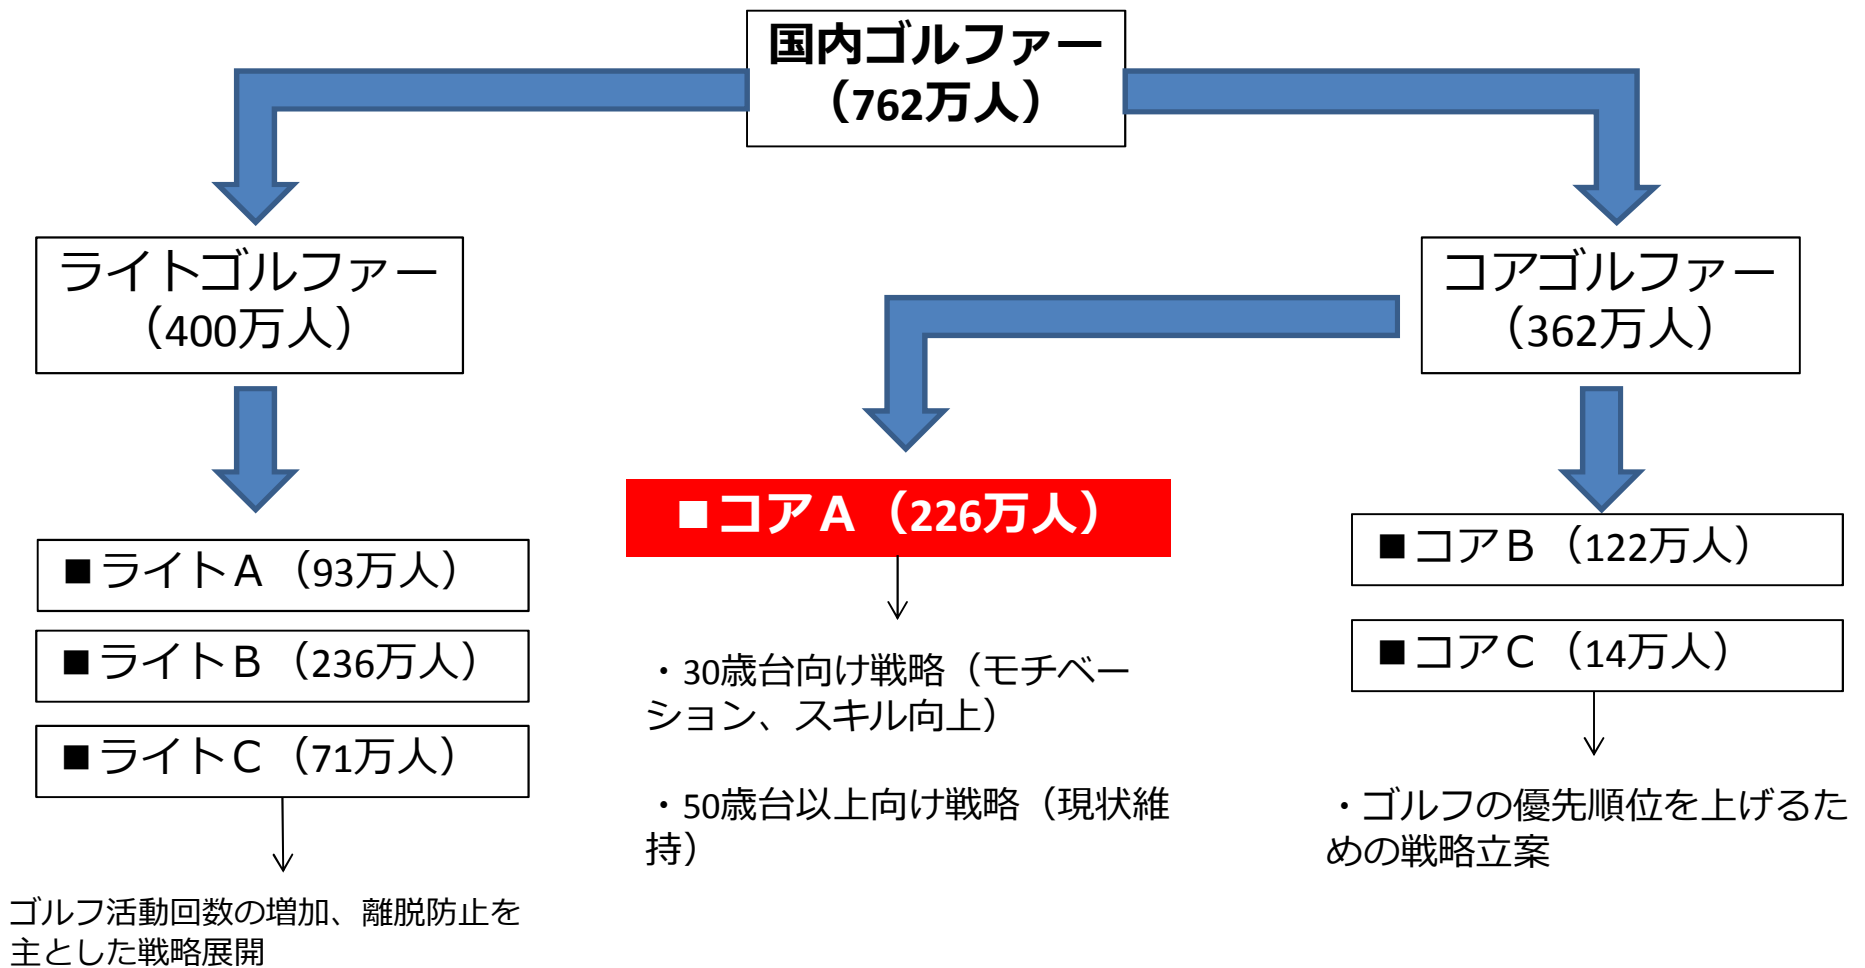 国内ゴルファー
（762万人）
ライトゴルファー
（400万人）
コアゴルファー
（362万人）
■ライトＡ（93万人）
■ライトＢ（236万人）
■ライトＣ（71万人）
ゴルフ活動回数の増加、離脱防止を
主とした戦略展開
■コアＡ（226万人）
・30歳台向け戦略（モチベー
ション、スキル向上）
・50歳台以上向け戦略（現状維
持）
■コアＢ（122万人）
■コアＣ（14万人）
・ゴルフの優先順位を上げるた
めの戦略立案